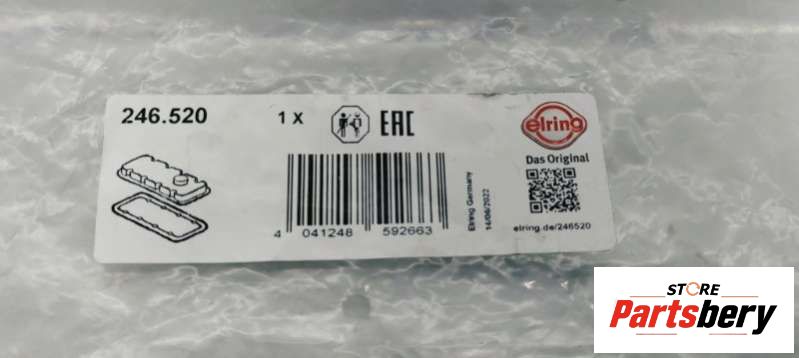 246.520
1 X
EAC
elring
Das Original
Elring Germany
14/06/2022
4 041248 592663
elring.de/246520
STORE
Partsbery